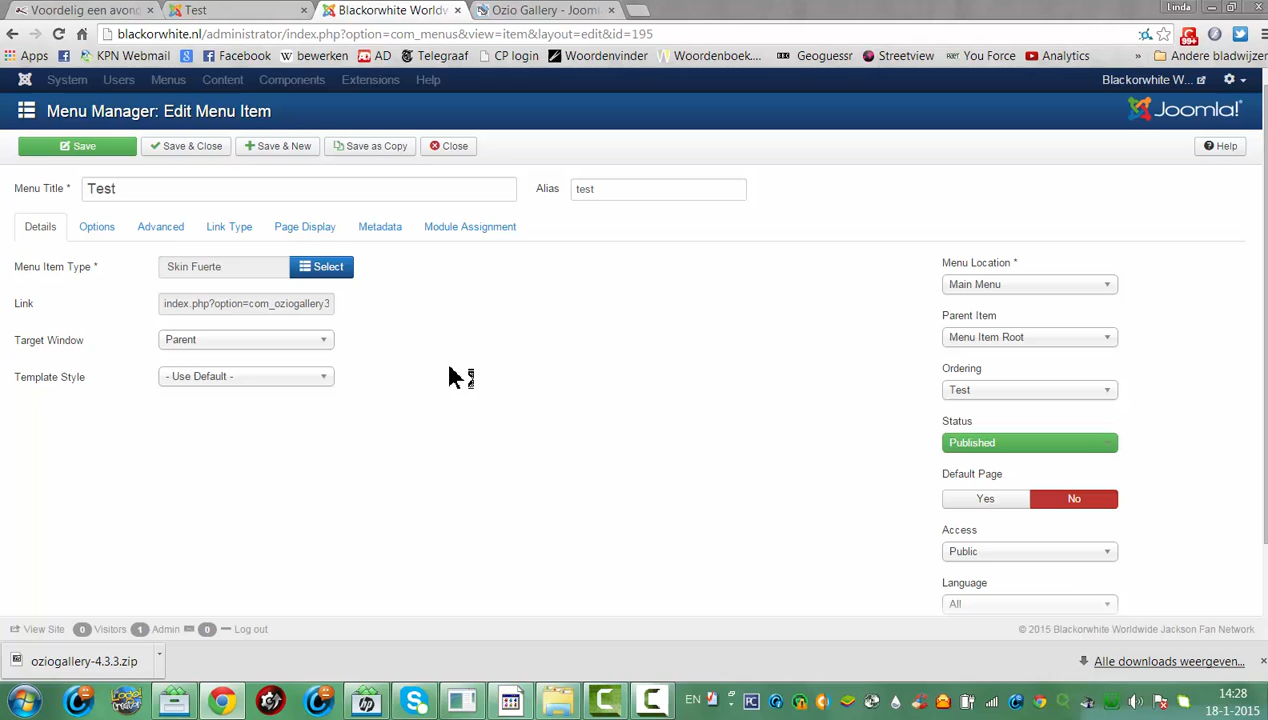 Voordelig een avond
Test
Blackorwhite Worldw
Ozio Gallery - Jooml
Linda
blackorwhite.nl/administrator/index.php?option=com_menus&view=item&layout=edit&id=195
99+
Apps
KPN Webmail
Facebook
bewerken
AD
Telegraaf
CP login
Woordenvinder
Woordenboek....
Geoguessr
Streetview
You Force
Analytics
»
Andere bladwijzers
System
Users
Menus
Content
Components
Extensions
Help
Blackorwhite W...
Menu Manager: Edit Menu Item
Joomla!
Save
Save & Close
Save & New
Save as Copy
Close
Help
Menu Title *
Test
Alias
test
Details
Options
Advanced
Link Type
Page Display
Metadata
Module Assignment
Menu Item Type *
Skin Fuerte
Select
Link
index.php?option=com_oziogallery3
Target Window
Parent
Template Style
- Use Default -
Menu Location *
Main Menu
Parent Item
Menu Item Root
Ordering
Test
Status
Published
Default Page
Yes
No
Access
Public
Language
All
View Site
0
Visitors
1
Admin
0
Log out
© 2015 Blackorwhite Worldwide Jackson Fan Network
oziogallery-4.3.3.zip
Alle downloads weergeven...
EN
14:28
18-1-2015